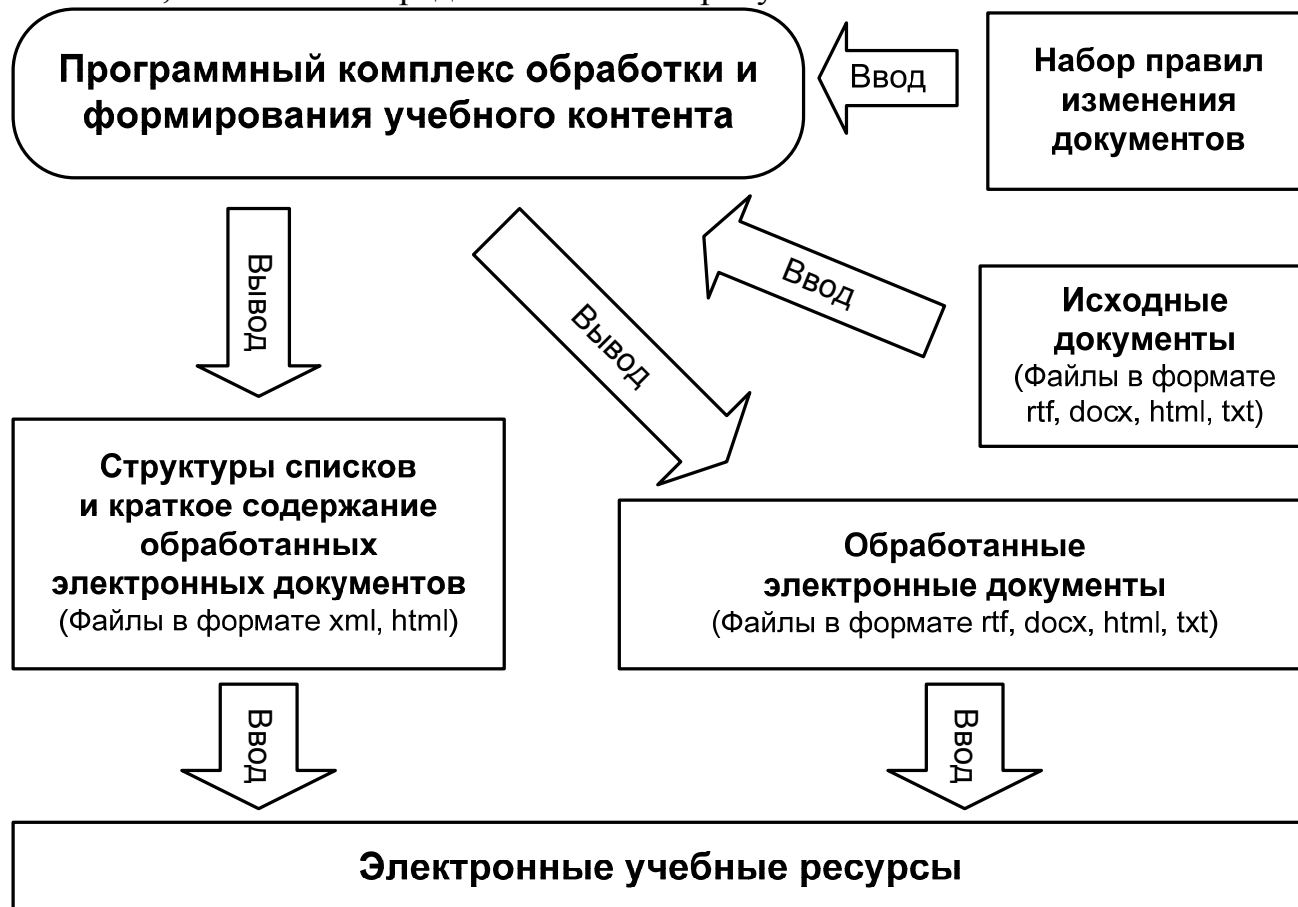 Программный комплекс обработки и
формирования учебного контента
Ввод
Набор правил
изменения
документов
Вывод
Вывод
Ввод
Исходные
документы
(Файлы в формате
rtf, docx, html, txt)
Структуры списков
и краткое содержание
обработанных
электронных документов
(Файлы в формате xml, html)
Обработанные
электронные документы
(Файлы в формате rtf, docx, html, txt)
Ввод
Ввод
Электронные учебные ресурсы